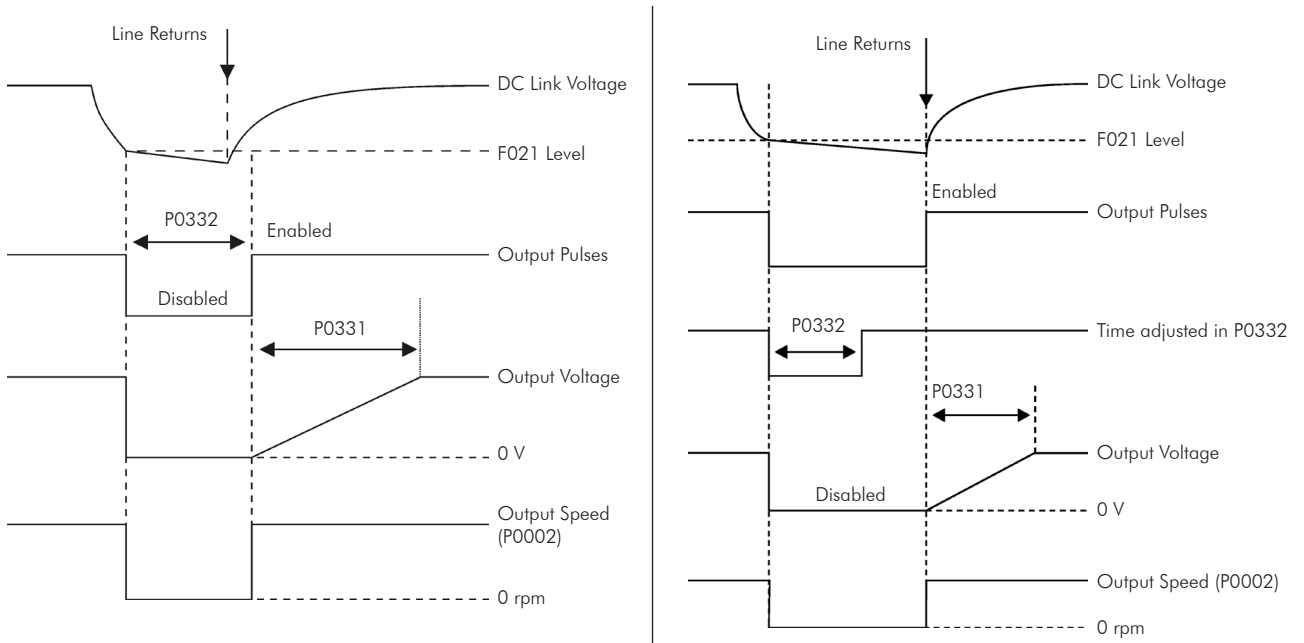 Line Returns
DC Link Voltage
F021 Level
P0332
Enabled
Output Pulses
Disabled
P0331
Output Voltage
0 V
Output Speed
(P0002)
0 rpm
Line Returns
DC Link Voltage
F021 Level
Enabled
Output Pulses
P0332
Time adjusted in P0332
P0331
Output Voltage
Disabled
0 V
Output Speed (P0002)
0 rpm